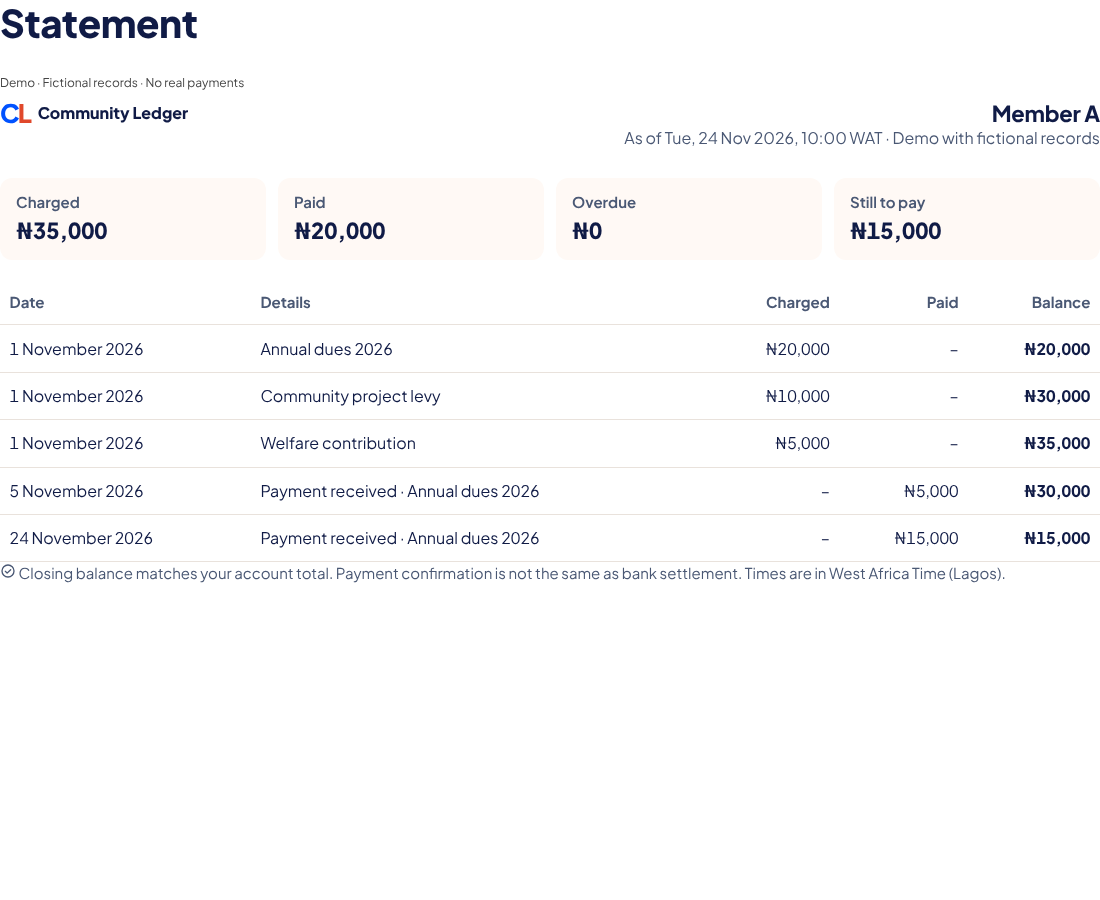 Statement
Demo · Fictional records · No real payments
CL Community Ledger
Member A
As of Tue, 24 Nov 2026, 10:00 WAT · Demo with fictional records
Charged Paid Overdue Still to pay
₦35,000 ₦20,000 ₦0 ₦15,000
Date Details Charged Paid Balance
1 November 2026 Annual dues 2026 ₦20,000 – ₦20,000
1 November 2026 Community project levy ₦10,000 – ₦30,000
1 November 2026 Welfare contribution ₦5,000 – ₦35,000
5 November 2026 Payment received · Annual dues 2026 – ₦5,000 ₦30,000
24 November 2026 Payment received · Annual dues 2026 – ₦15,000 ₦15,000
Closing balance matches your account total. Payment confirmation is not the same as bank settlement. Times are in West Africa Time (Lagos).